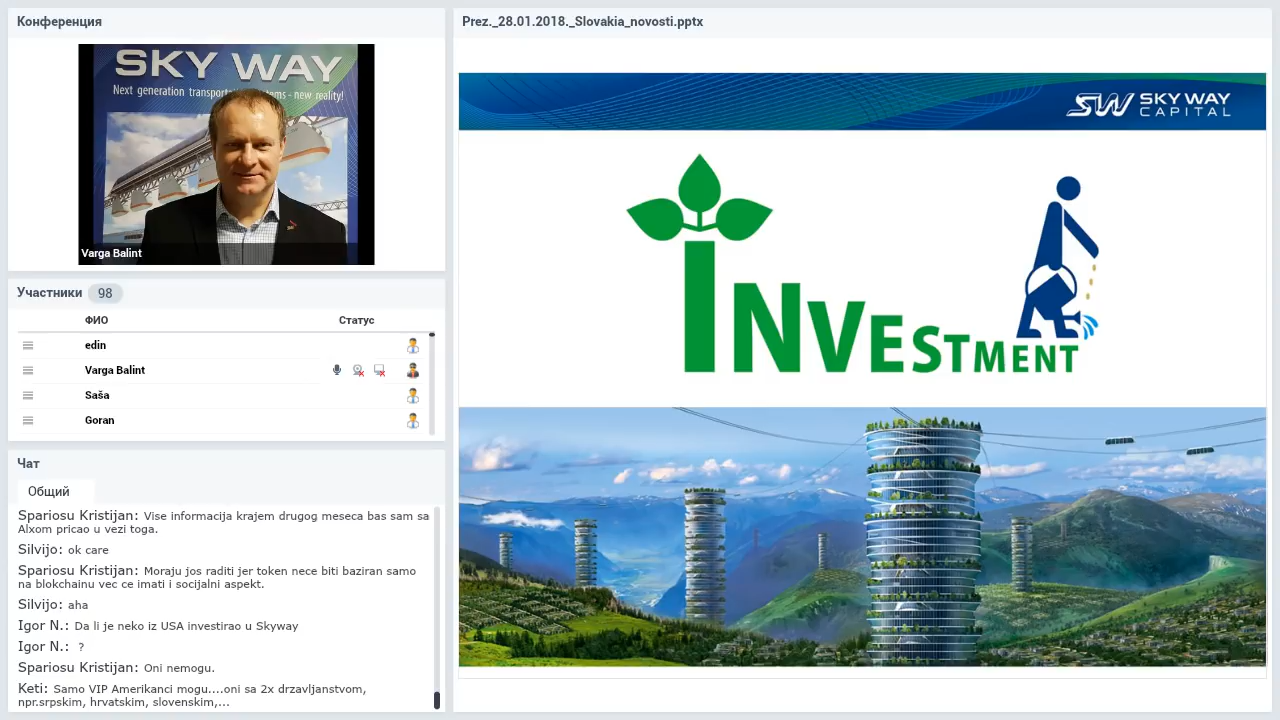 Конференция
SKY WAY
Next generation transporta ems - new reality!
Varga Balint
Участники 98
ФИО Статус
edin
Varga Balint
Saša
Goran
Чат
Общий
Spariosu Kristijan: Vise informacija krajem drugog meseca bas sam sa
Alxom pricao u vezi toga.
Silvijo: ok care
Spariosu Kristijan: Moraju jos raditi jer token nece biti baziran samo
na blokchainu vec ce imati i socijalni aspekt.
Silvijo: aha
Igor N.: Da li je neko iz USA investirao u Skyway
Igor N.: ?
Spariosu Kristijan: Oni nemogu.
Keti: Samo VIP Amerikanci mogu....oni sa 2x drzavljanstvom,
npr.srpskim, hrvatskim, slovenskim,...
Prez._28.01.2018._Slovakia_novosti.pptx
SW SKY WAY
CAPITAL
INVESTMENT